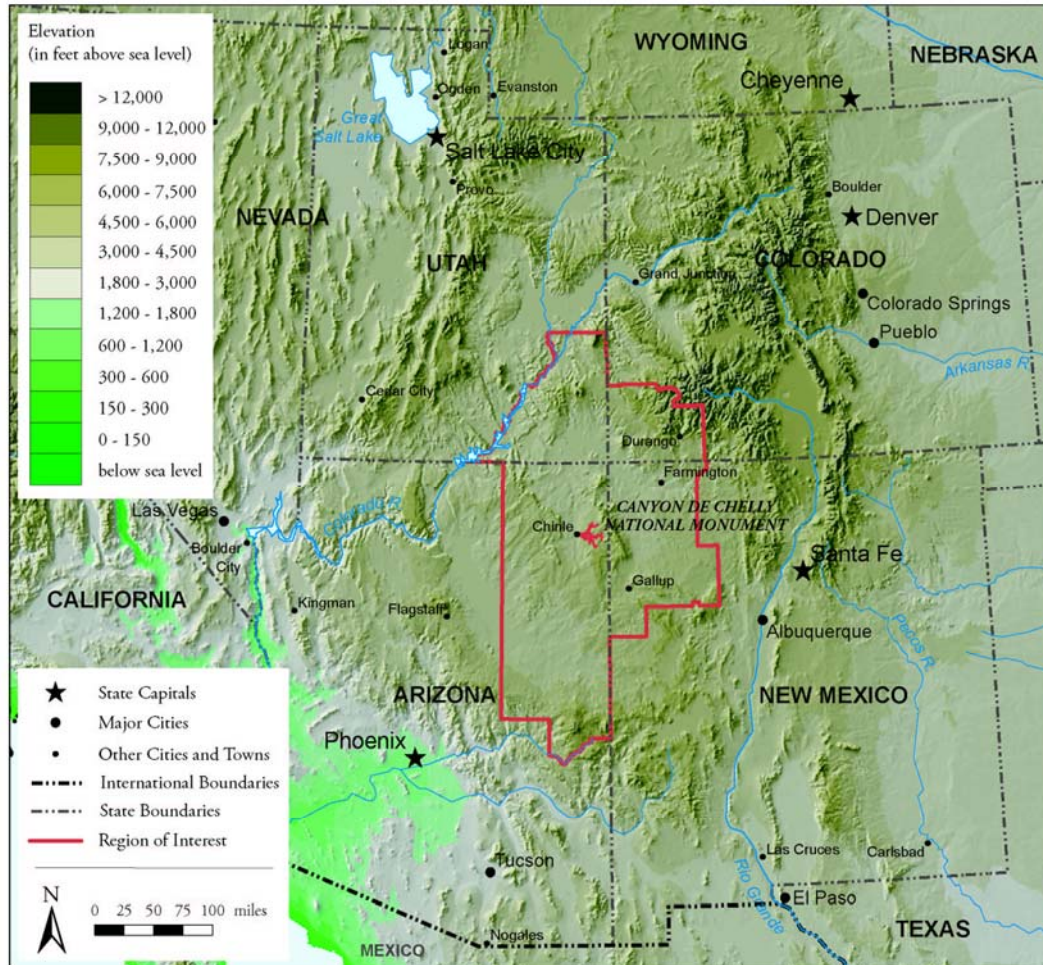 Elevation
(in feet above sea level)
> 12,000
9,000 - 12,000
7,500 - 9,000
6,000 - 7,500
4,500 - 6,000
3,000 - 4,500
1,800 - 3,000
1,200 - 1,800
600 - 1,200
300 - 600
150 - 300
0 - 150
below sea level
WYOMING
NEBRASKA
Logan
Ogden
Evanston
Cheyenne
Great
Salt Lake
Salt Lake City
Provo
Boulder
Denver
NEVADA
UTAH
COLORADO
Grand Junction
Colorado Springs
Pueblo
Arkansas R.
Cedar City
Durango
Farmington
Las Vegas
Colorado R.
CANYON DE CHELLY
NATIONAL MONUMENT
Chinle
Boulder
City
Santa Fe
CALIFORNIA
Kingman
Flagstaff
Gallup
Albuquerque
Pecos R.
ARIZONA
NEW MEXICO
Phoenix
State Capitals
Major Cities
Other Cities and Towns
International Boundaries
State Boundaries
Region of Interest
N
0 25 50 75 100 miles
Tucson
Las Cruces
Carlsbad
Rio Grande
El Paso
TEXAS
Nogales
MEXICO